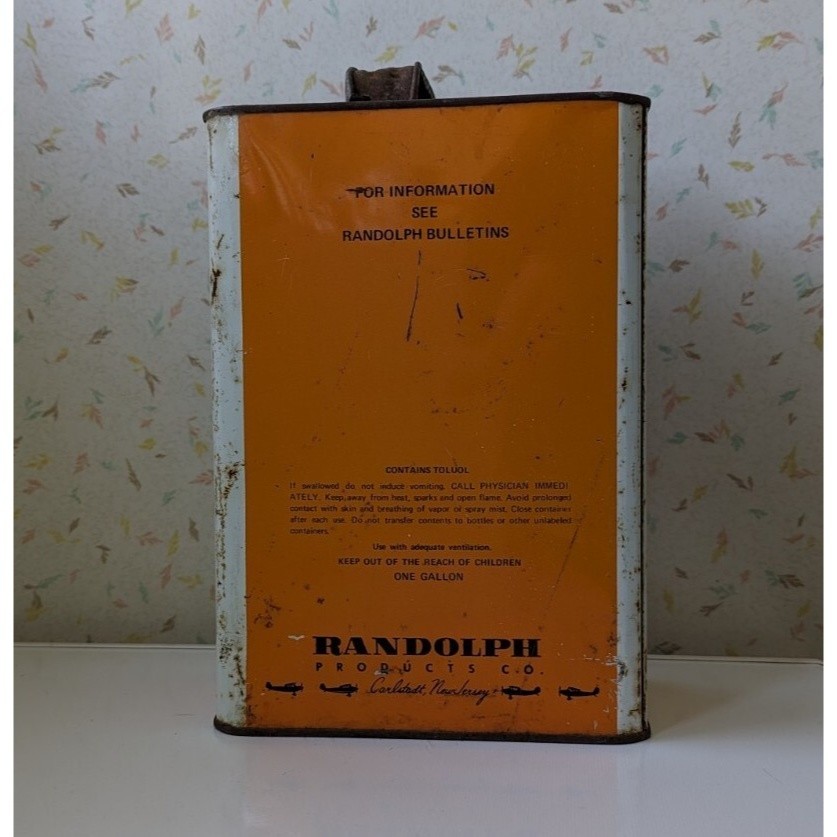 FOR INFORMATION
SEE
RANDOLPH BULLETINS
CONTAINS TOLUOL
If swallowed do not induce vomiting. CALL PHYSICIAN IMMEDI
ATELY. Keep away from heat, sparks and open flame. Avoid prolonged
contact with skin and breathing of vapor or spray mist. Close container
after each use. Do not transfer contents to bottles or other unlabeled
containers.
Use with adequate ventilation.
KEEP OUT OF THE REACH OF CHILDREN
ONE GALLON
RANDOLPH
PRODUCTS CO.
Carlstadt, New Jersey